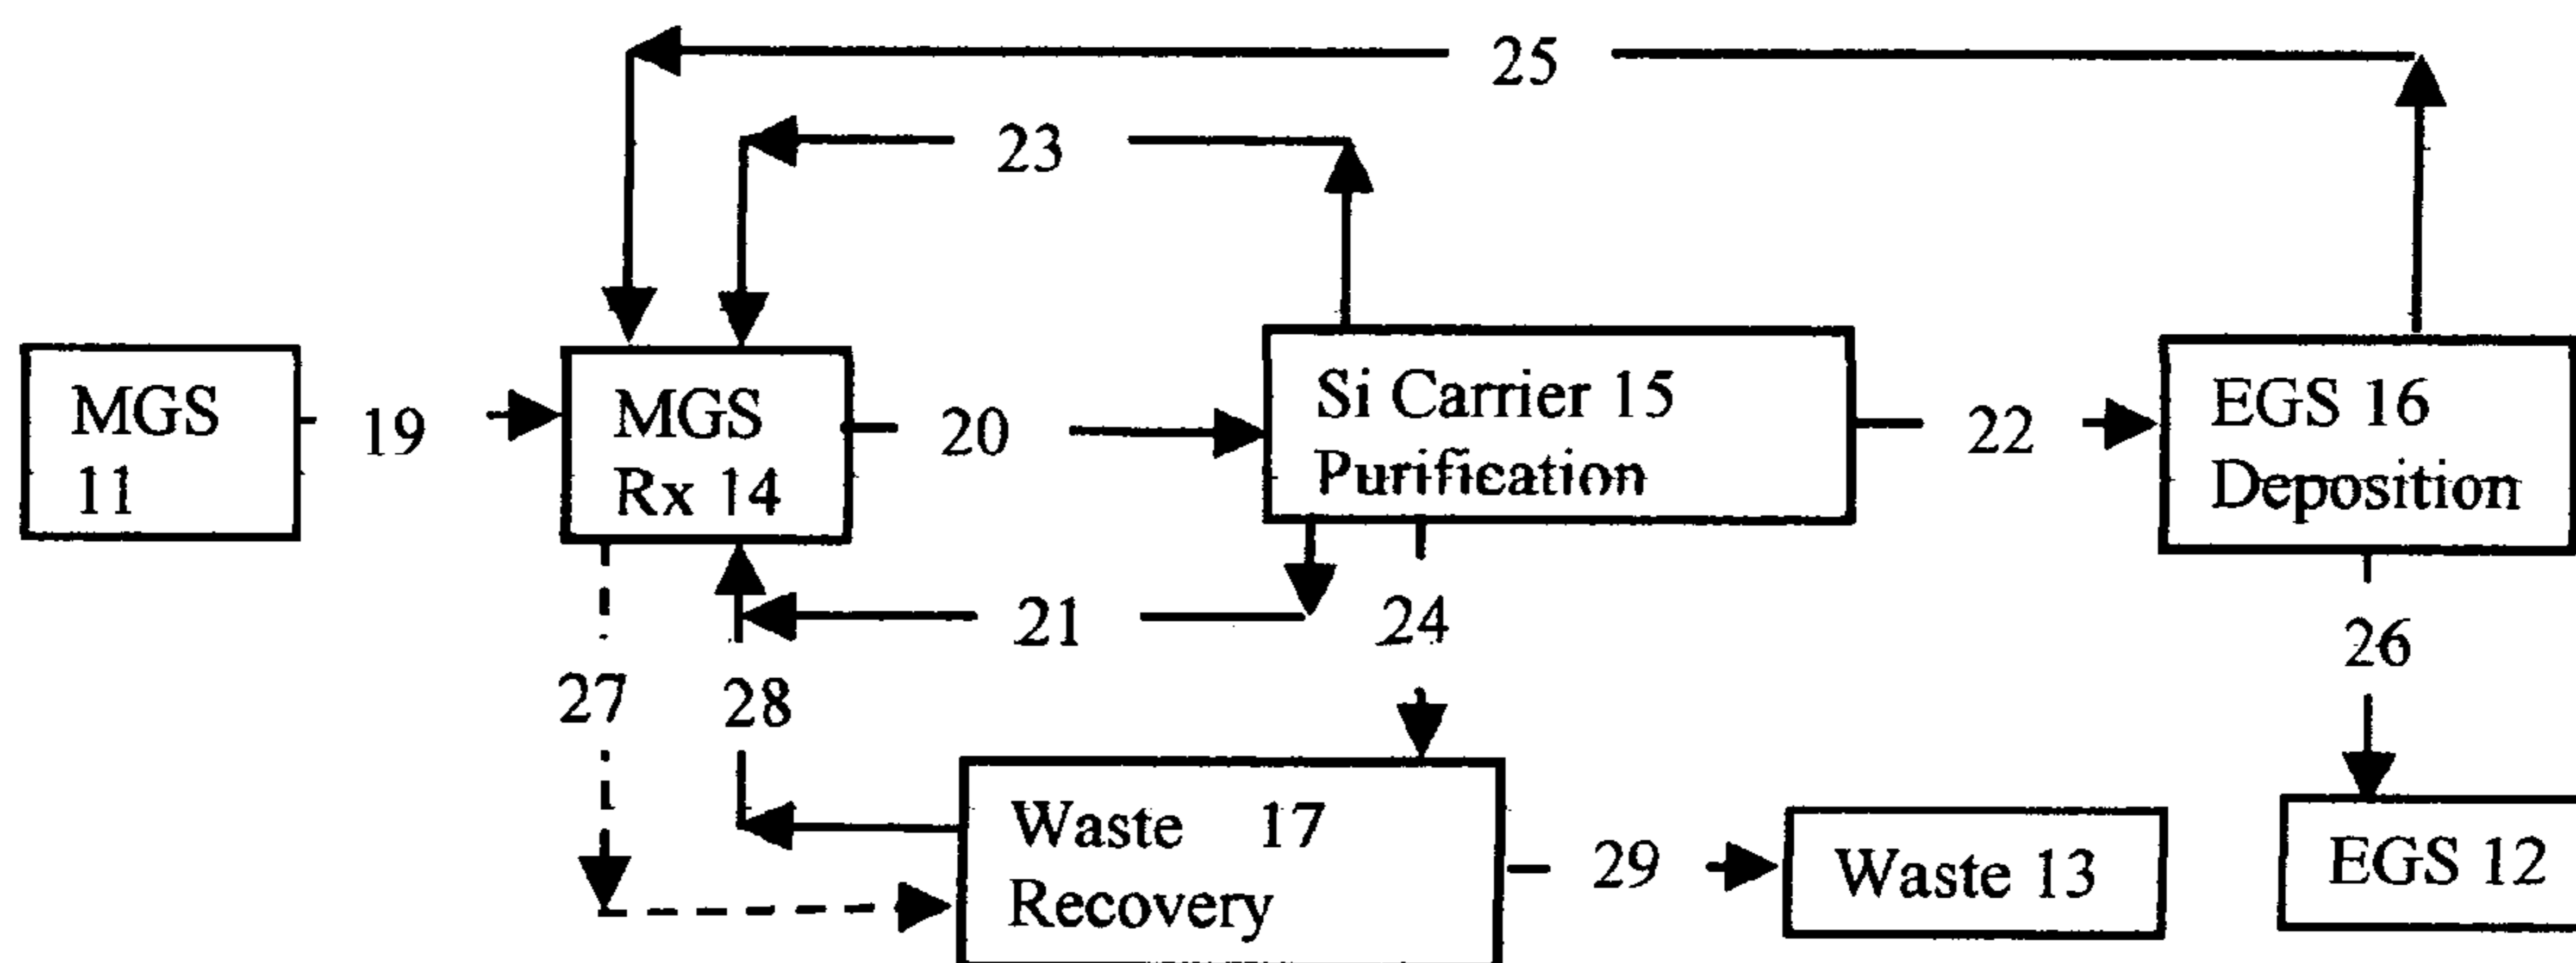 25
23
MGS
11
19
MGS
Rx 14
20
Si Carrier 15
Purification
22
EGS 16
Deposition
21
24
26
27
28
Waste 17
Recovery
29
Waste 13
EGS 12